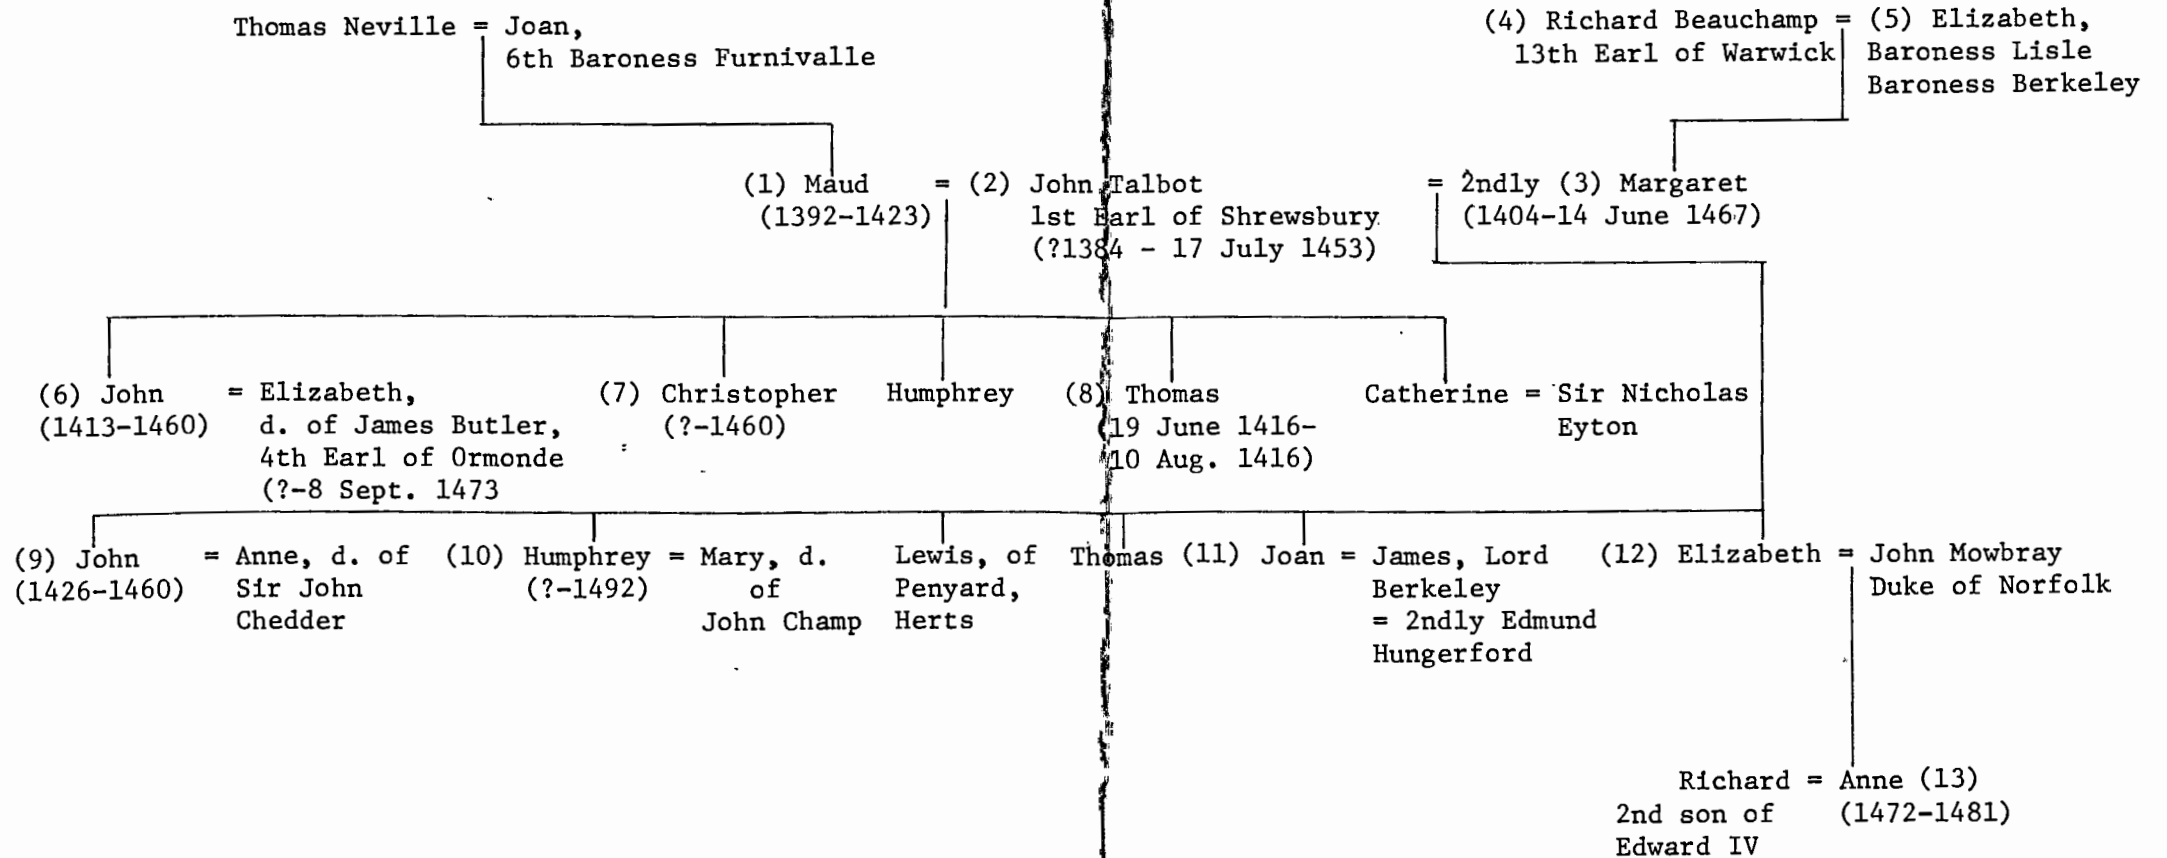 Thomas Neville = Joan,
6th Baroness Furnivalle
(4) Richard Beauchamp = (5) Elizabeth,
13th Earl of Warwick Baroness Lisle
Baroness Berkeley
(1) Maud = (2) John Talbot = 2ndly (3) Margaret
(1392-1423) 1st Earl of Shrewsbury (1404-14 June 1467)
(?1384 - 17 July 1453)
(6) John = Elizabeth, (7) Christopher Humphrey (8) Thomas Catherine = Sir Nicholas
(1413-1460) d. of James Butler, (?-1460) (19 June 1416- Eyton
4th Earl of Ormonde 10 Aug. 1416)
(?-8 Sept. 1473
(9) John = Anne, d. of (10) Humphrey = Mary, d. Lewis, of Thomas (11) Joan = James, Lord (12) Elizabeth = John Mowbray
(1426-1460) Sir John (?-1492) of Penyard, Berkeley Duke of Norfolk
Chedder John Champ Herts = 2ndly Edmund
Hungerford
Richard = Anne (13)
2nd son of (1472-1481)
Edward IV